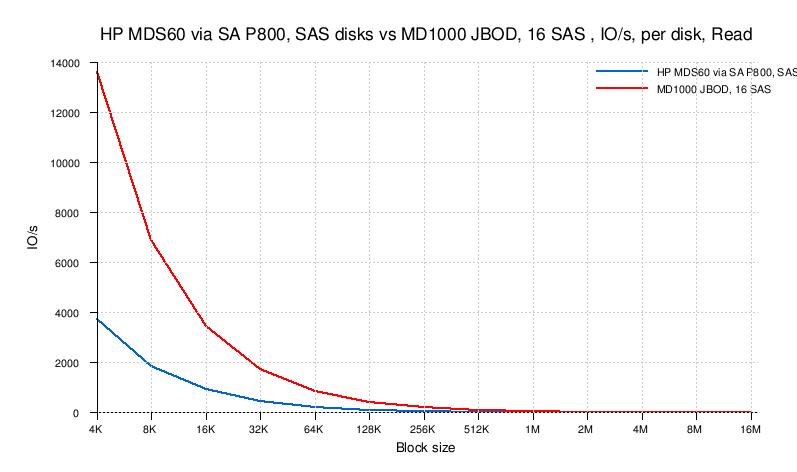 HP MDS60 via SA P800, SAS disks vs MD1000 JBOD, 16 SAS , IO/s, per disk, Read
HP MDS60 via SA P800, SAS
MD1000 JBOD, 16 SAS
14000
12000
10000
8000
6000
4000
2000
0
IO/s
4K 8K 16K 32K 64K 128K 256K 512K 1M 2M 4M 8M 16M
Block size